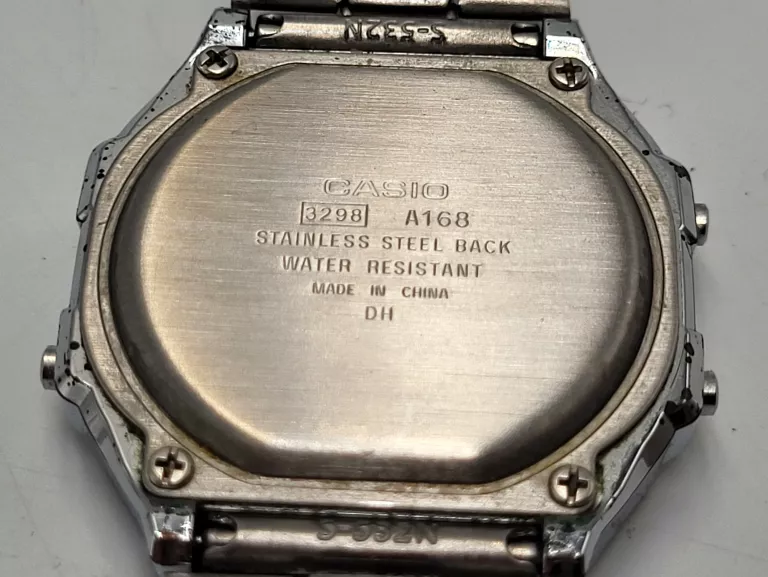 S-532N
CASIO
3298 A168
STAINLESS STEEL BACK
WATER RESISTANT
MADE IN CHINA
DH
S-532N